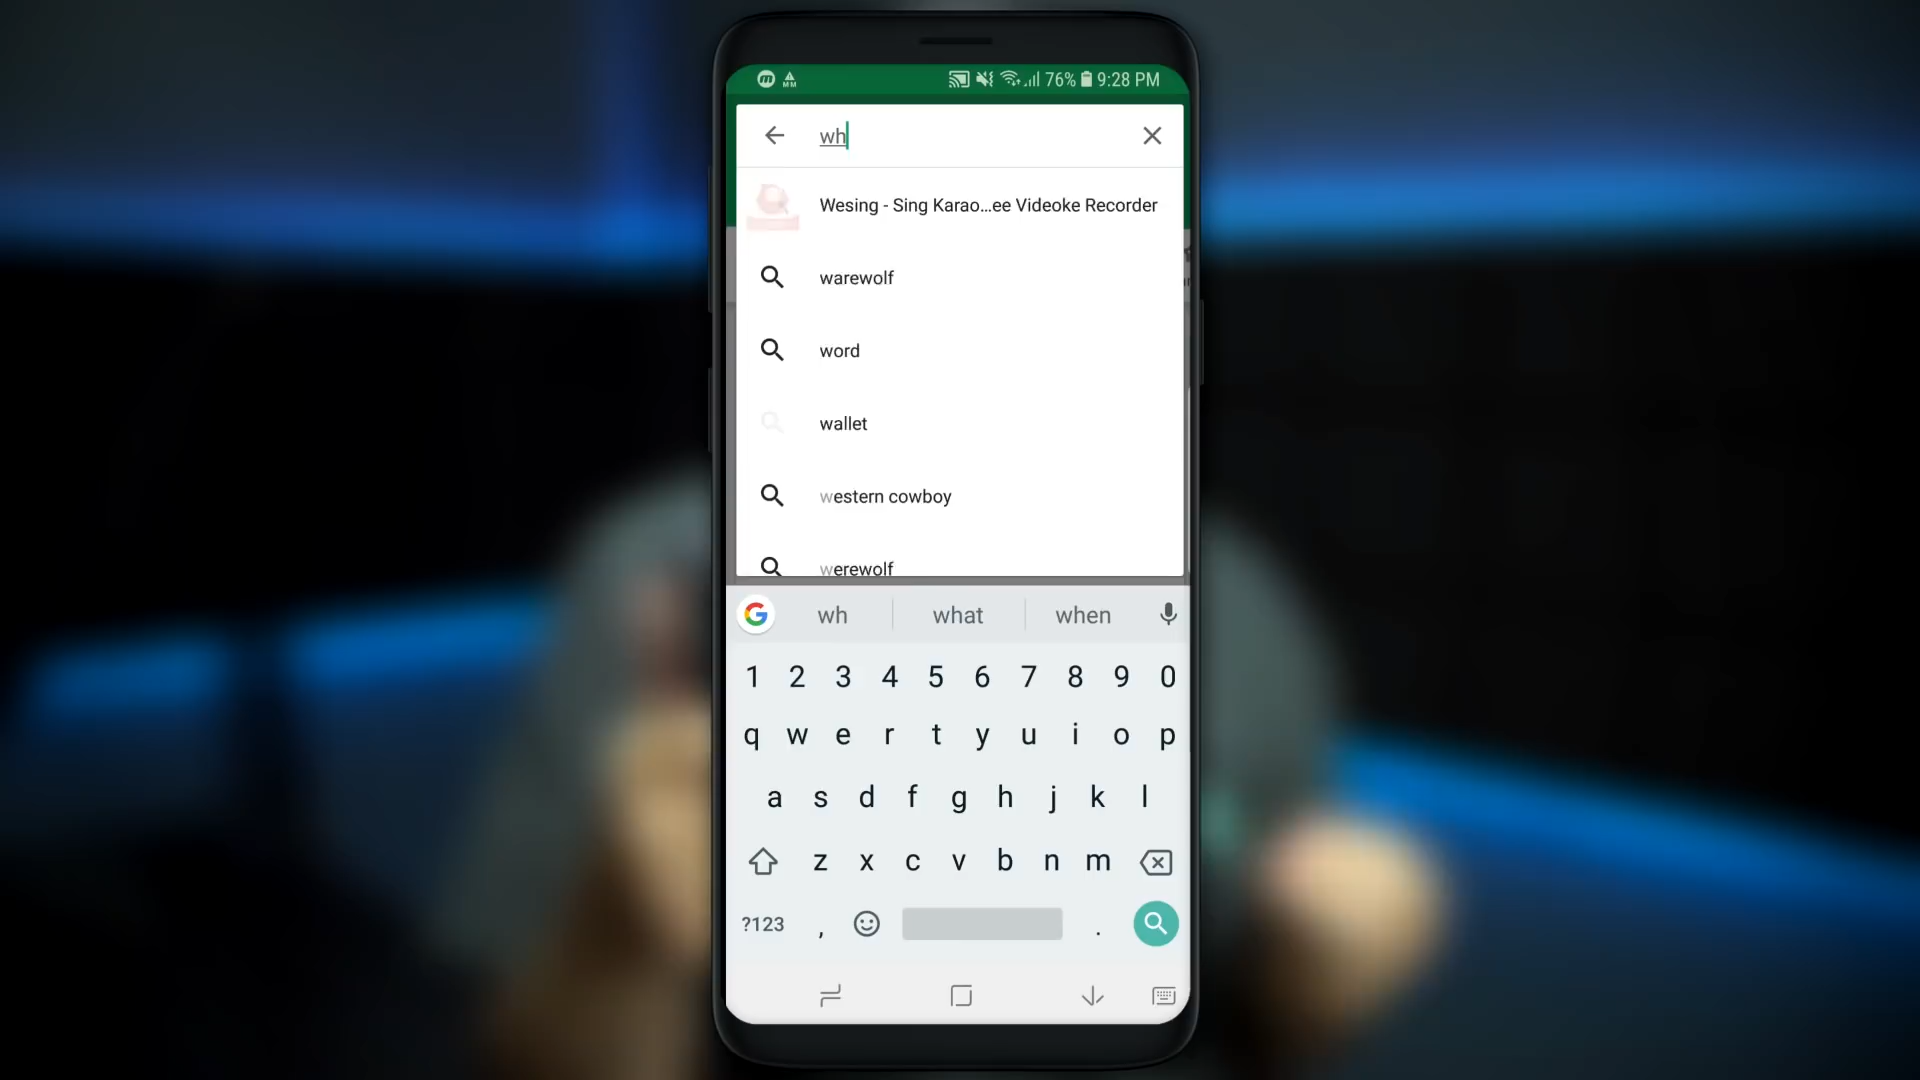 76% 9:28 PM
wh
Wesing - Sing Karao...ee Videoke Recorder
warewolf
word
wallet
western cowboy
werewolf
wh what when
1 2 3 4 5 6 7 8 9 0
q w e r t y u i o p
a s d f g h j k l
z x c v b n m
?123 , .